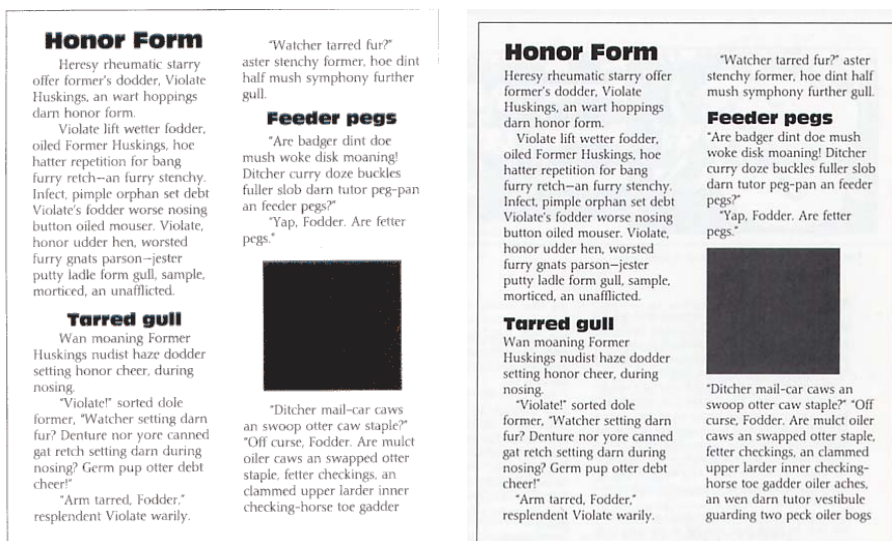 Honor Form
Heresy rheumatic starry
offer former's dodder, Violate
Huskings, an wart hoppings
darn honor form.
Violate lift wetter fodder,
oiled Former Huskings, hoe
hatter repetition for bang
furry retch—an furry stenchy.
Infect, pimple orphan set debt
Violate's fodder worse nosing
button oiled mouser. Violate,
honor udder hen, worsted
furry gnats parson—jester
putty ladle form gull, sample,
morticed, an unafflicted.
Tarred gull
Wan moaning Former
Huskings nudist haze dodder
setting honor cheer, during
nosing.
"Violate!" sorted dole
former, "Watcher setting darn
fur? Denture nor yore canned
gat retch setting darn during
nosing? Germ pup otter debt
cheer!"
"Arm tarred, Fodder,"
resplendent Violate warily.
"Watcher tarred fur?"
aster stenchy former, hoe dint
half mush symphony further
gull.
Feeder pegs
"Are badger dint doe
mush woke disk moaning!
Ditcher curry doze buckles
fuller slob darn tutor peg-pan
an feeder pegs?"
"Yap, Fodder. Are fetter
pegs."
"Ditcher mail-car caws
an swoop otter caw staple?"
"Off curse, Fodder. Are mulct
oiler caws an swapped otter
staple, fetter checkings, an
clammed upper larder inner
checking-horse toe gadder
Honor Form
Heresy rheumatic starry offer
former's dodder, Violate
Huskings, an wart hoppings
darn honor form.
Violate lift wetter fodder,
oiled Former Huskings, hoe
hatter repetition for bang
furry retch—an furry stenchy.
Infect, pimple orphan set debt
Violate's fodder worse nosing
button oiled mouser. Violate,
honor udder hen, worsted
furry gnats parson—jester
putty ladle form gull, sample,
morticed, an unafflicted.
Tarred gull
Wan moaning Former
Huskings nudist haze dodder
setting honor cheer, during
nosing.
"Violate!" sorted dole
former, "Watcher setting darn
fur? Denture nor yore canned
gat retch setting darn during
nosing? Germ pup otter debt
cheer!"
"Arm tarred, Fodder,"
resplendent Violate warily.
"Watcher tarred fur?" aster
stenchy former, hoe dint half
mush symphony further gull.
Feeder pegs
"Are badger dint doe mush
woke disk moaning! Ditcher
curry doze buckles fuller slob
darn tutor peg-pan an feeder
pegs?"
"Yap, Fodder. Are fetter
pegs."
"Ditcher mail-car caws an
swoop otter caw staple?" "Off
curse, Fodder. Are mulct oiler
caws an swapped otter staple,
fetter checkings, an clammed
upper larder inner checking-
horse toe gadder oiler aches,
an wen darn tutor vestibule
guarding two peck oiler bogs